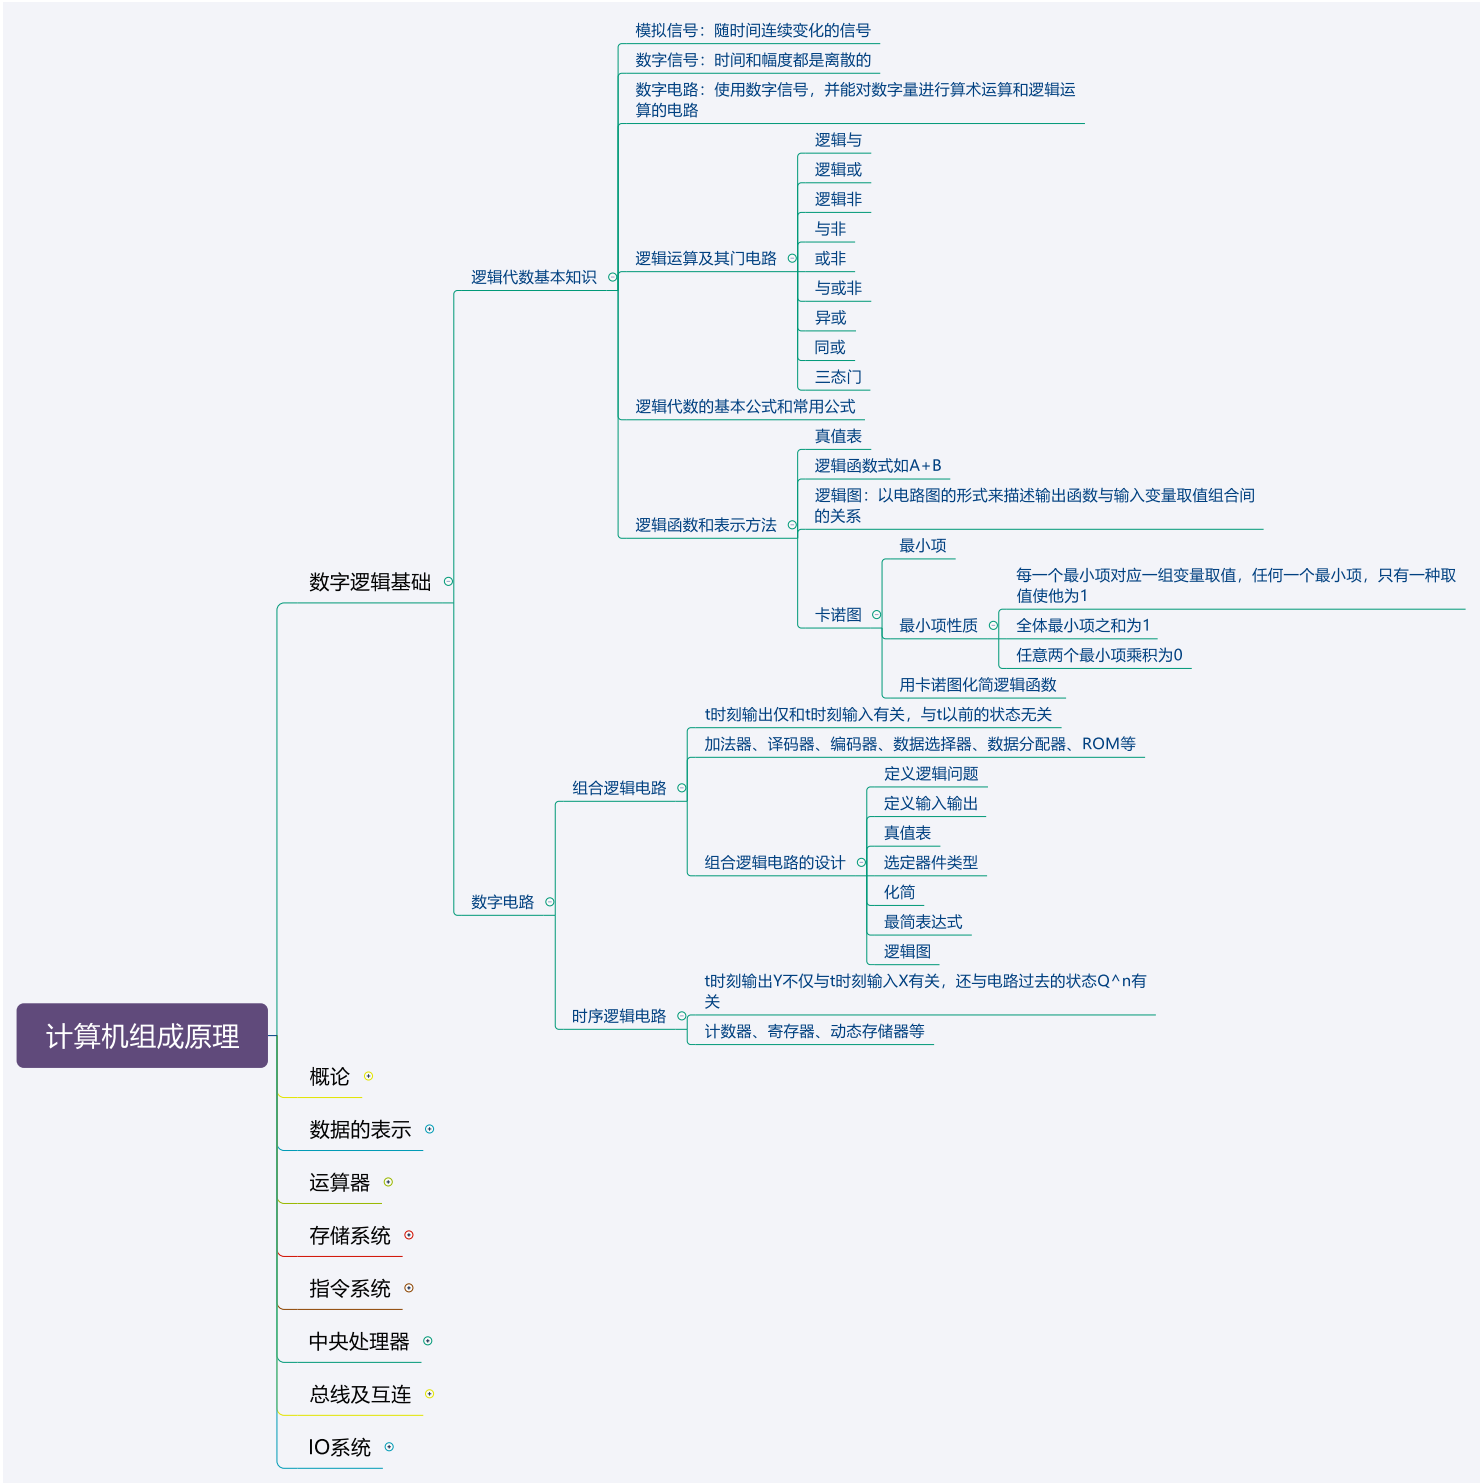 模拟信号：随时间连续变化的信号
数字信号：时间和幅度都是离散的
数字电路：使用数字信号，并能对数字量进行算术运算和逻辑运
算的电路
逻辑与
逻辑或
逻辑非
与非
逻辑运算及其门电路
或非
逻辑代数基本知识
与或非
异或
同或
三态门
逻辑代数的基本公式和常用公式
真值表
逻辑函数式如A+B
逻辑图：以电路图的形式来描述输出函数与输入变量取值组合间
的关系
逻辑函数和表示方法
最小项
数字逻辑基础
每一个最小项对应一组变量取值，任何一个最小项，只有一种取
值使他为1
卡诺图
最小项性质
全体最小项之和为1
任意两个最小项乘积为0
用卡诺图化简逻辑函数
t时刻输出仅和t时刻输入有关，与t以前的状态无关
加法器、译码器、编码器、数据选择器、数据分配器、ROM等
组合逻辑电路
定义逻辑问题
定义输入输出
真值表
组合逻辑电路的设计
选定器件类型
化简
数字电路
最简表达式
逻辑图
t时刻输出Y不仅与t时刻输入X有关，还与电路过去的状态Q^n有
关
时序逻辑电路
计数器、寄存器、动态存储器等
计算机组成原理
概论
数据的表示
运算器
存储系统
指令系统
中央处理器
总线及互连
IO系统